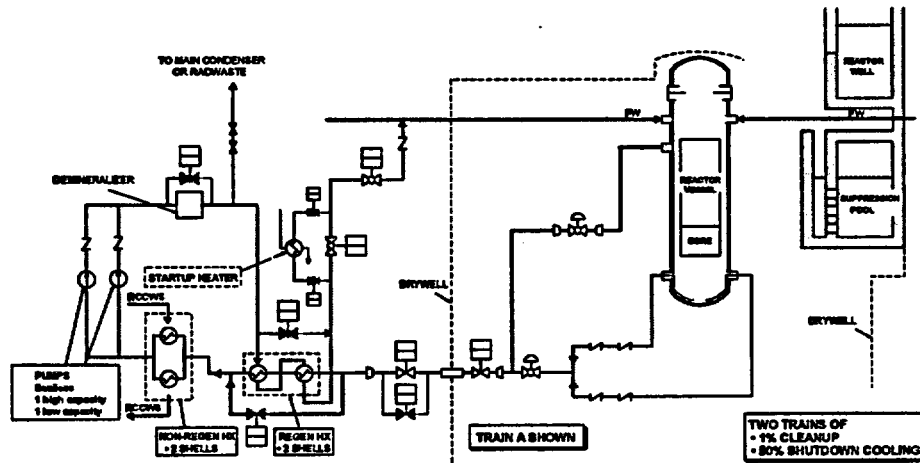 TO MAIN CONDENSER
OR RADWASTE
REACTOR
WELL
FW
FW
DEMINERALIZER
REACTOR
VESSEL
SUPPRESSION
POOL
CORE
STARTUP HEATER
DRYWELL
RCCWS
DRYWELL
PUMPS
1 high capacity
1 low capacity
RCCWS
NON-REGEN HX
• 2 SHELLS
REGEN HX
• 2 SHELLS
TRAIN A SHOWN
TWO TRAINS OF
• 1% CLEANUP
• 50% SHUTDOWN COOLING